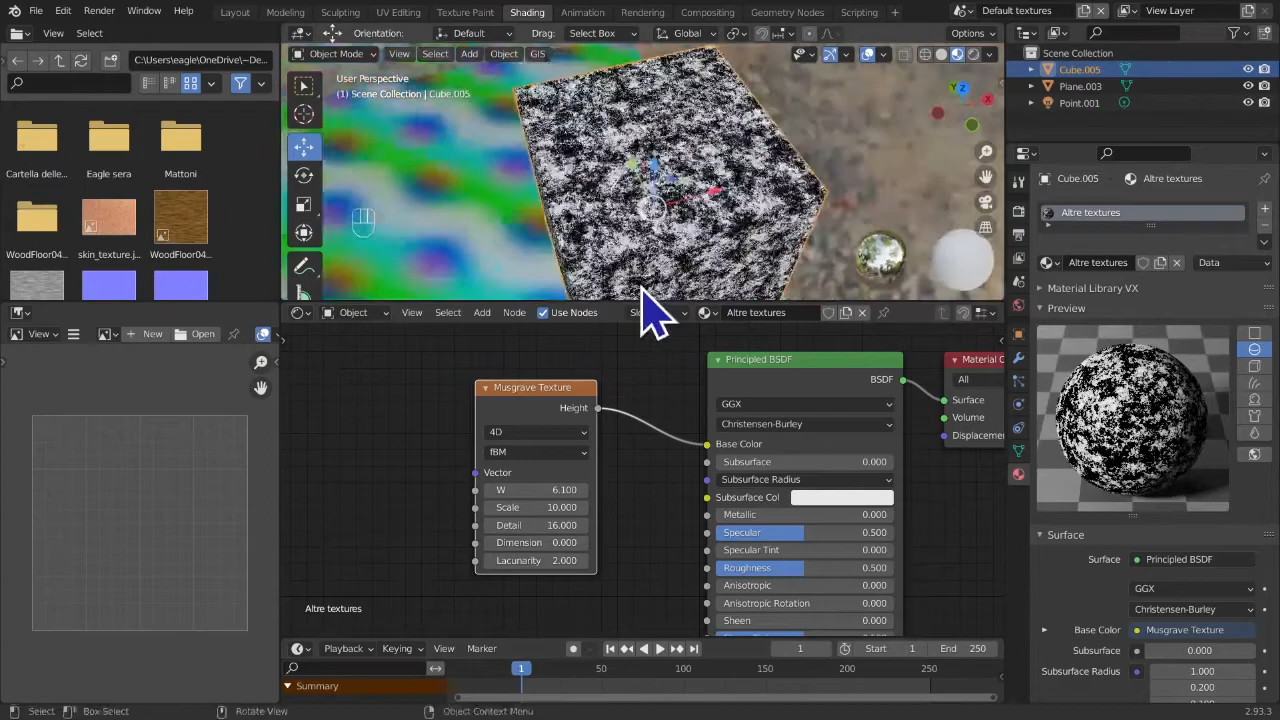 File Edit Render Window Help Layout Modeling Sculpting UV Editing Texture Paint Shading Animation Rendering Compositing Geometry Nodes Scripting + Default textures View Layer
View Select
C:\Users\eagle\OneDrive\~De...
Cartella delle... Eagle sera Mattoni
WoodFloor04... skin_texture.j... WoodFloor04...
Orientation: Default Drag: Select Box Global Options
Object Mode View Select Add Object GIS
User Perspective
(1) Scene Collection | Cube.005
X
Y
Z
View New Open
Object View Select Add Node Use Nodes Altre textures
Musgrave Texture
Height
4D
fBM
Vector
W 6.100
Scale 10.000
Detail 16.000
Dimension 0.000
Lacunarity 2.000
Altre textures
Principled BSDF
BSDF
GGX
Christensen-Burley
Base Color
Subsurface 0.000
Subsurface Radius
Subsurface Col
Metallic 0.000
Specular 0.500
Specular Tint 0.000
Roughness 0.500
Anisotropic 0.000
Anisotropic Rotation 0.000
Sheen 0.000
Material O
All
Surface
Volume
Displacemen
Playback Keying View Marker 1 Start 1 End 250
1 50 100 150 200 250
Summary
Scene Collection
Cube.005
Plane.003
Point.001
Cube.005 Altre textures
Altre textures
Altre textures Data
Material Library VX
Preview
Surface
Surface Principled BSDF
GGX
Christensen-Burley
Base Color Musgrave Texture
Subsurface 0.000
Subsurface Radius 1.000
0.200
Select Box Select Rotate View Object Context Menu 2.93.3